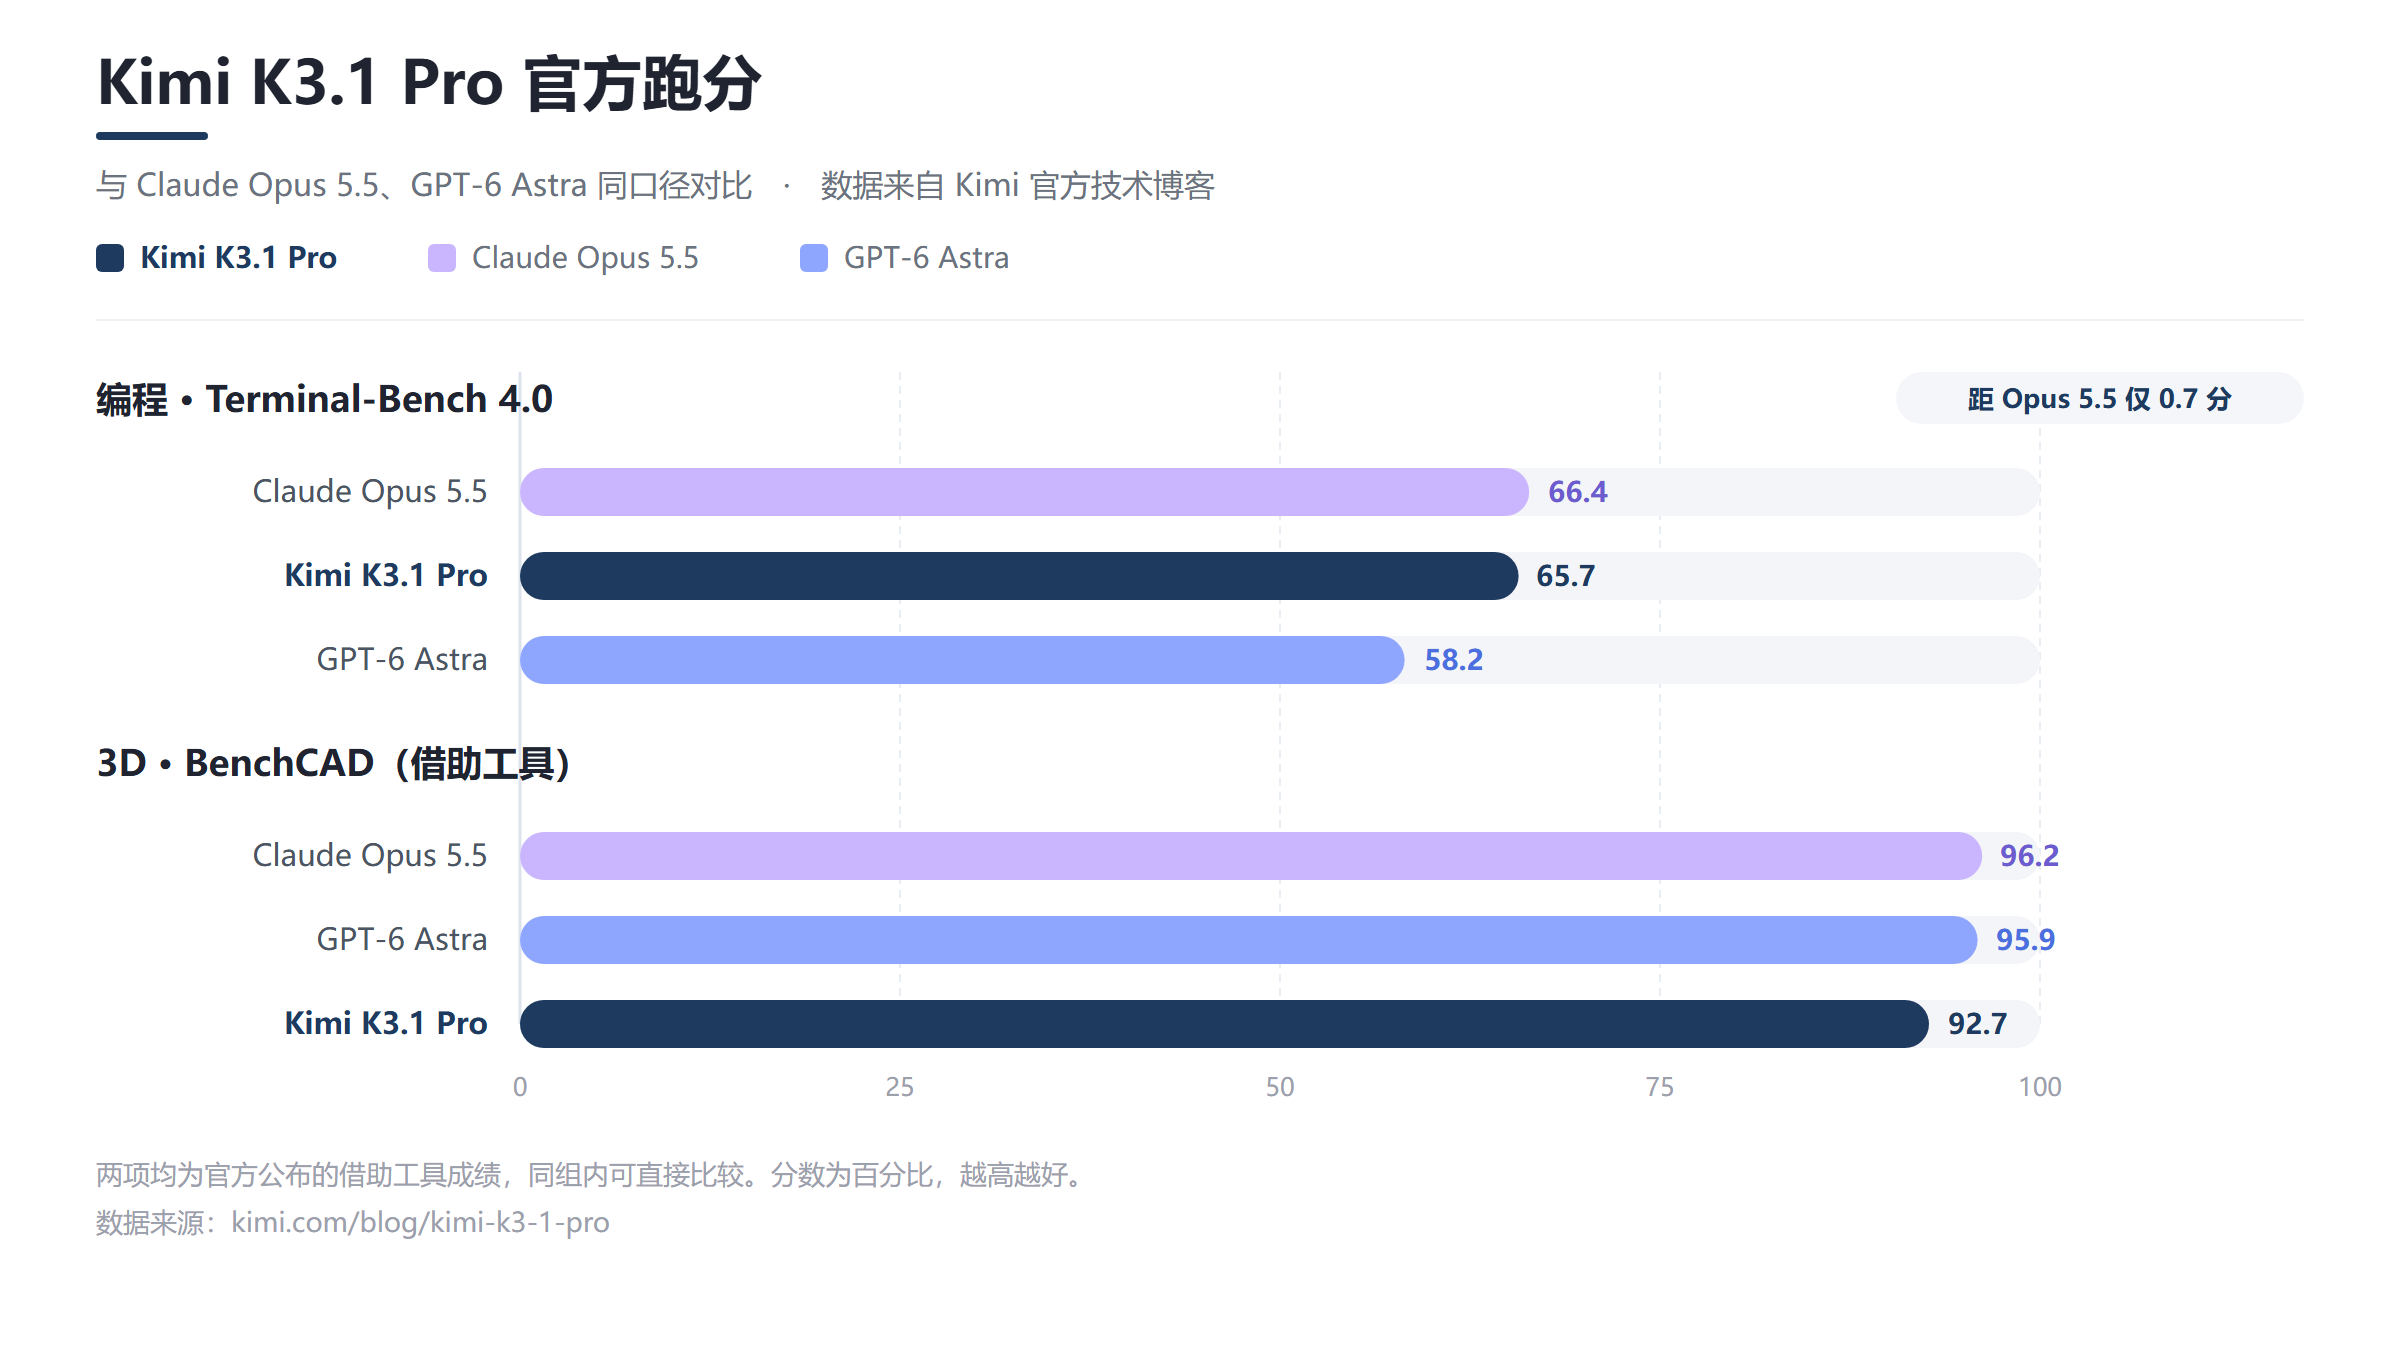 Kimi K3.1 Pro 官方跑分
与 Claude Opus 5.5、GPT-6 Astra 同口径对比 · 数据来自 Kimi 官方技术博客
Kimi K3.1 Pro
Claude Opus 5.5
GPT-6 Astra
编程 • Terminal-Bench 4.0
距 Opus 5.5 仅 0.7 分
Claude Opus 5.5 66.4
Kimi K3.1 Pro 65.7
GPT-6 Astra 58.2
3D • BenchCAD（借助工具）
Claude Opus 5.5 96.2
GPT-6 Astra 95.9
Kimi K3.1 Pro 92.7
0 25 50 75 100
两项均为官方公布的借助工具成绩，同组内可直接比较。分数为百分比，越高越好。
数据来源：kimi.com/blog/kimi-k3-1-pro